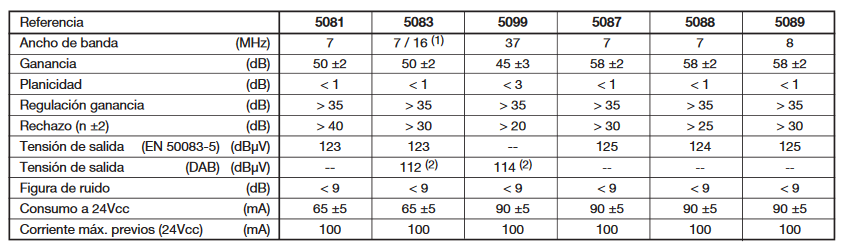 Referencia 5081 5083 5099 5087 5088 5089
Ancho de banda (MHz) 7 7 / 16 (1) 37 7 7 8
Ganancia (dB) 50 ±2 50 ±2 45 ±3 58 ±2 58 ±2 58 ±2
Planicidad (dB) < 1 < 1 < 3 < 1 < 1 < 1
Regulación ganancia (dB) > 35 > 35 > 35 > 35 > 35 > 35
Rechazo (n ±2) (dB) > 40 > 30 > 20 > 30 > 25 > 30
Tensión de salida (EN 50083-5) (dBµV) 123 123 -- 125 124 125
Tensión de salida (DAB) (dBµV) -- 112 (2) 114 (2) -- -- --
Figura de ruido (dB) < 9 < 9 < 9 < 9 < 9 < 9
Consumo a 24Vcc (mA) 65 ±5 65 ±5 90 ±5 90 ±5 90 ±5 90 ±5
Corriente máx. previos (24Vcc) (mA) 100 100 100 100 100 100